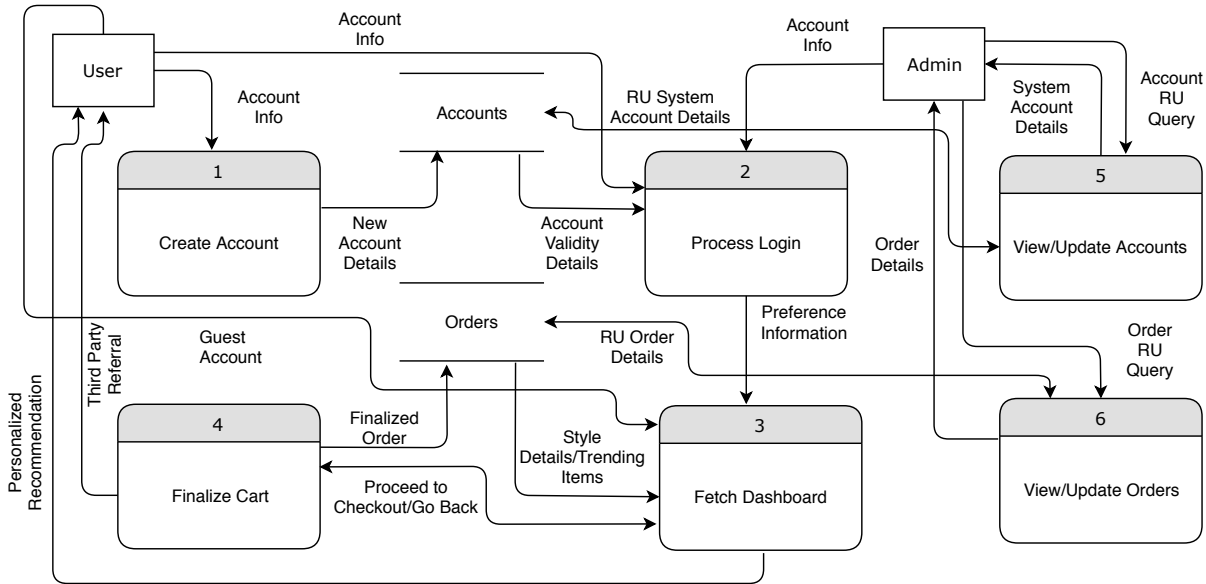 Account
Info
User
Account
Info
Accounts
RU System
Account Details
Account
Info
Admin
System
Account
Details
Account
RU
Query
1
Create Account
New
Account
Details
Account
Validity
Details
2
Process Login
Order
Details
5
View/Update Accounts
Preference
Information
Orders
RU Order
Details
Guest
Account
Third Party
Referral
Personalized
Recommendation
Order
RU
Query
4
Finalize Cart
Finalized
Order
Proceed to
Checkout/Go Back
Style
Details/Trending
Items
3
Fetch Dashboard
6
View/Update Orders